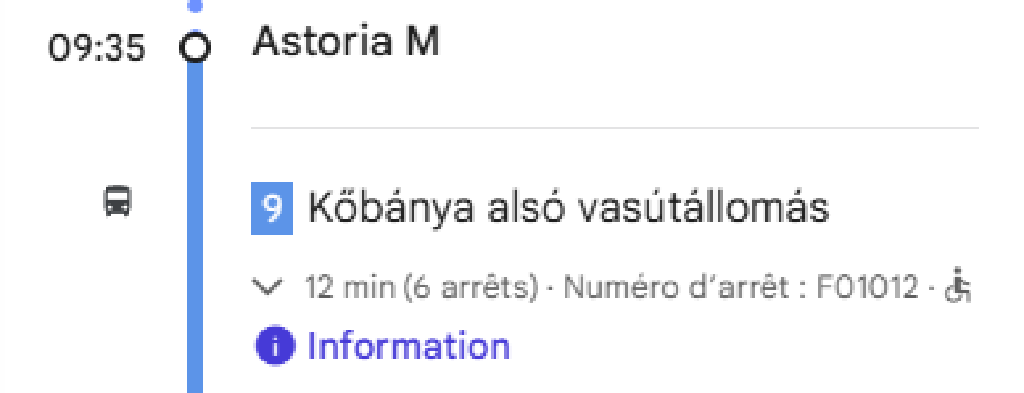 09:35 Astoria M
9 Kőbánya alsó vasútállomás
12 min (6 arrêts) · Numéro d'arrêt : F01012 ·
Information